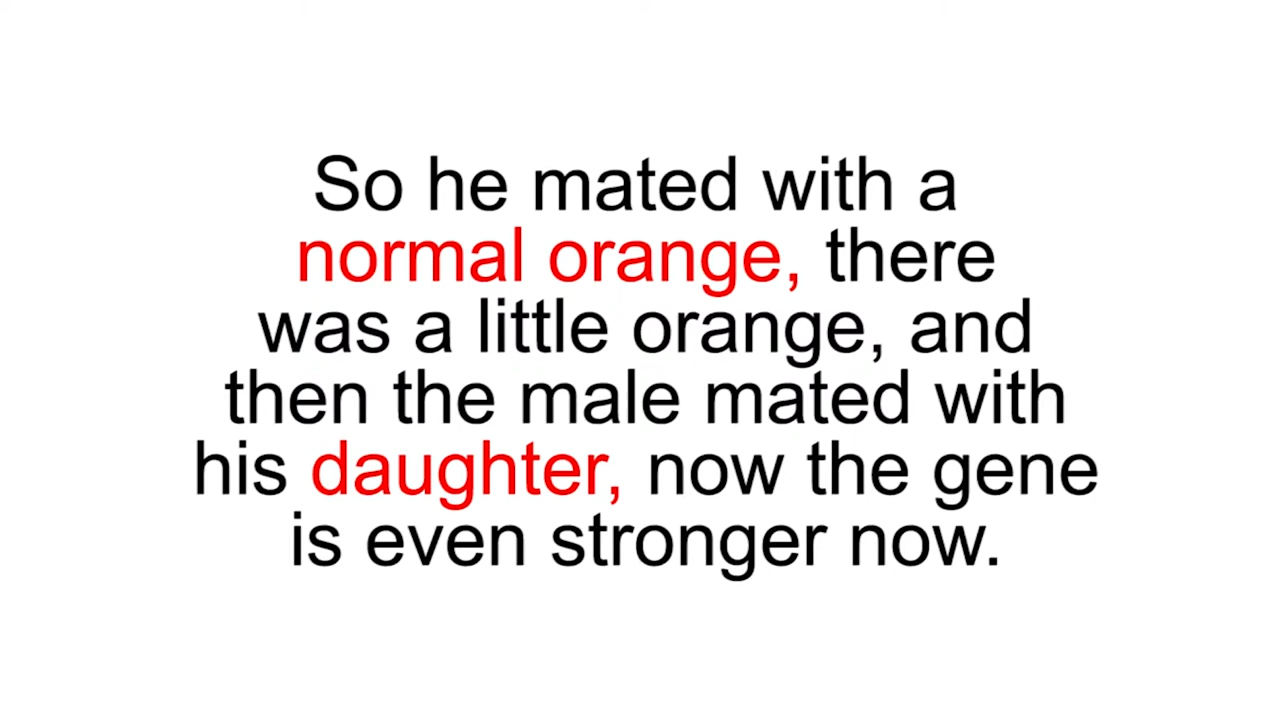 So he mated with a
normal orange, there
was a little orange, and
then the male mated with
his daughter, now the gene
is even stronger now.